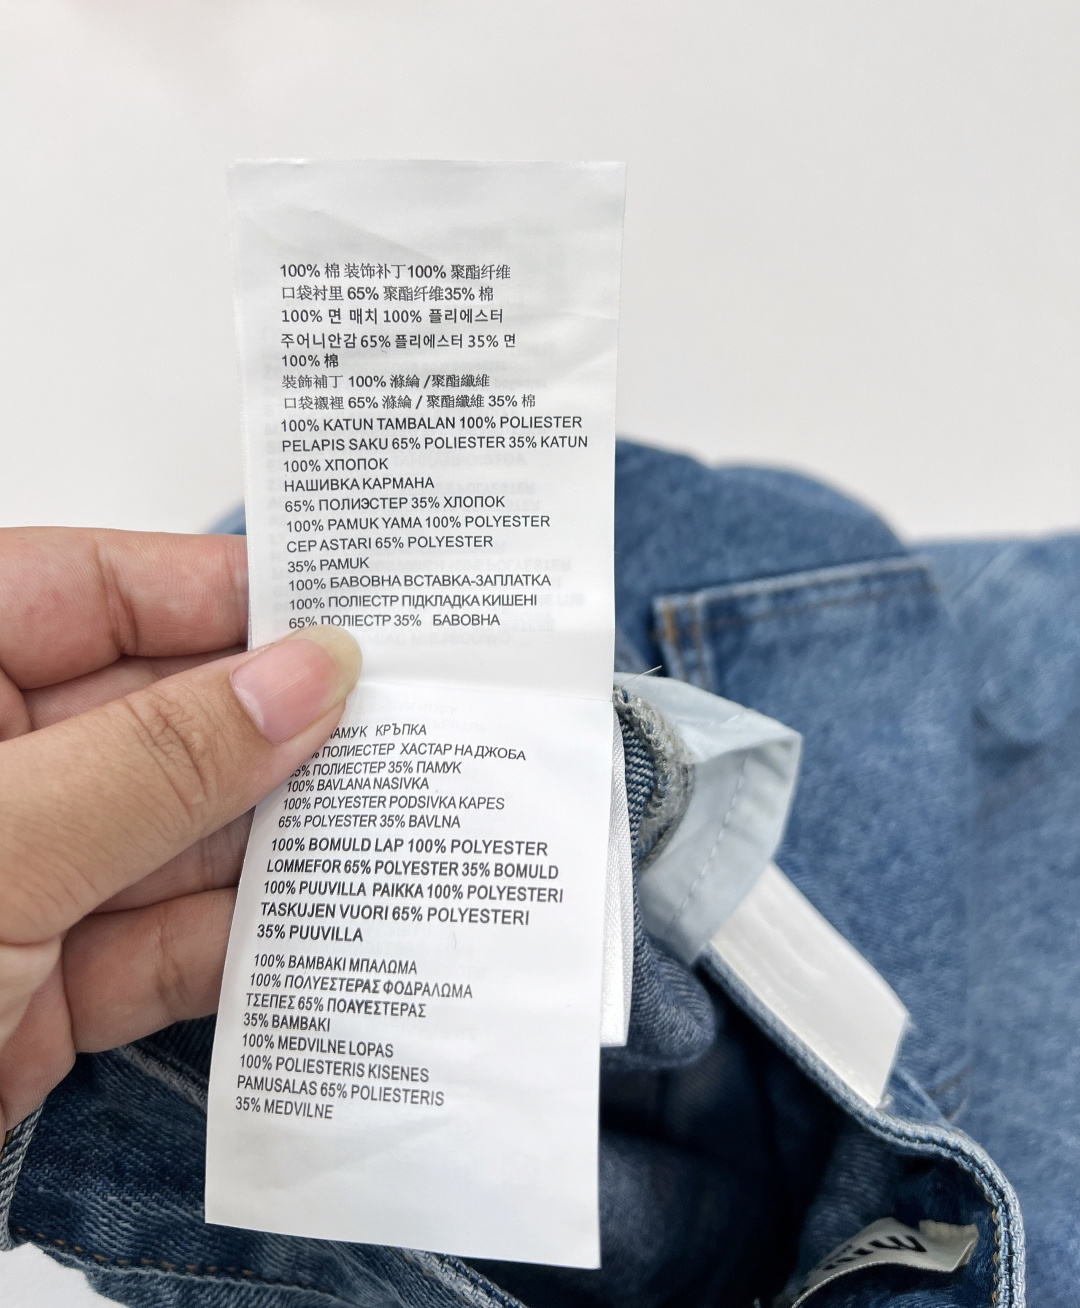 100% 棉 装饰补丁100% 聚酯纤维
口袋衬里 65% 聚酯纤维35% 棉
100% 면 매치 100% 플리에스터
주어니안감 65% 플리에스터 35% 면
100% 棉
裝飾補丁 100% 滌綸 /聚酯纖維
口袋襯裡 65% 滌綸 / 聚酯纖維 35% 棉
100% KATUN TAMBALAN 100% POLIESTER
PELAPIS SAKU 65% POLIESTER 35% KATUN
100% ХПОПОК
НАШИВКА КАРМАНА
65% ПОЛИЭСТЕР 35% ХЛОПОК
100% PAMUK YAMA 100% POLYESTER
CEP ASTARI 65% POLYESTER
35% PAMUK
100% БАВОВНА ВСТАВКА-ЗАПЛАТКА
100% ПОЛІЕСТР ПІДКЛАДКА КИШЕНІ
65% ПОЛІЕСТР 35% БАВОВНА
КРЪПКА
ПОЛИЕСТЕР ХАСТАР НА ДЖОБА
ПОЛИЕСТЕР 35% ПАМУК
100% BAVLANA NASIVKA
100% POLYESTER PODSIVKA KAPES
65% POLYESTER 35% BAVLNA
100% BOMULD LAP 100% POLYESTER
LOMMEFOR 65% POLYESTER 35% BOMULD
100% PUUVILLA PAIKKA 100% POLYESTERI
TASKUJEN VUORI 65% POLYESTERI
35% PUUVILLA
100% ΒΑΜΒΑΚΙ ΜΠΑΛΩΜΑ
100% ΠΟΛΥΕΣΤΕΡΑΣ ΦΟΔΡΑΛΩΜΑ
ΤΣΕΠΕΣ 65% ΠΟΑΥΕΣΤΕΡΑΣ
35% ΒΑΜΒΑΚΙ
100% MEDVILNE LOPAS
100% POLIESTERIS KISENES
PAMUSALAS 65% POLIESTERIS
35% MEDVILNE